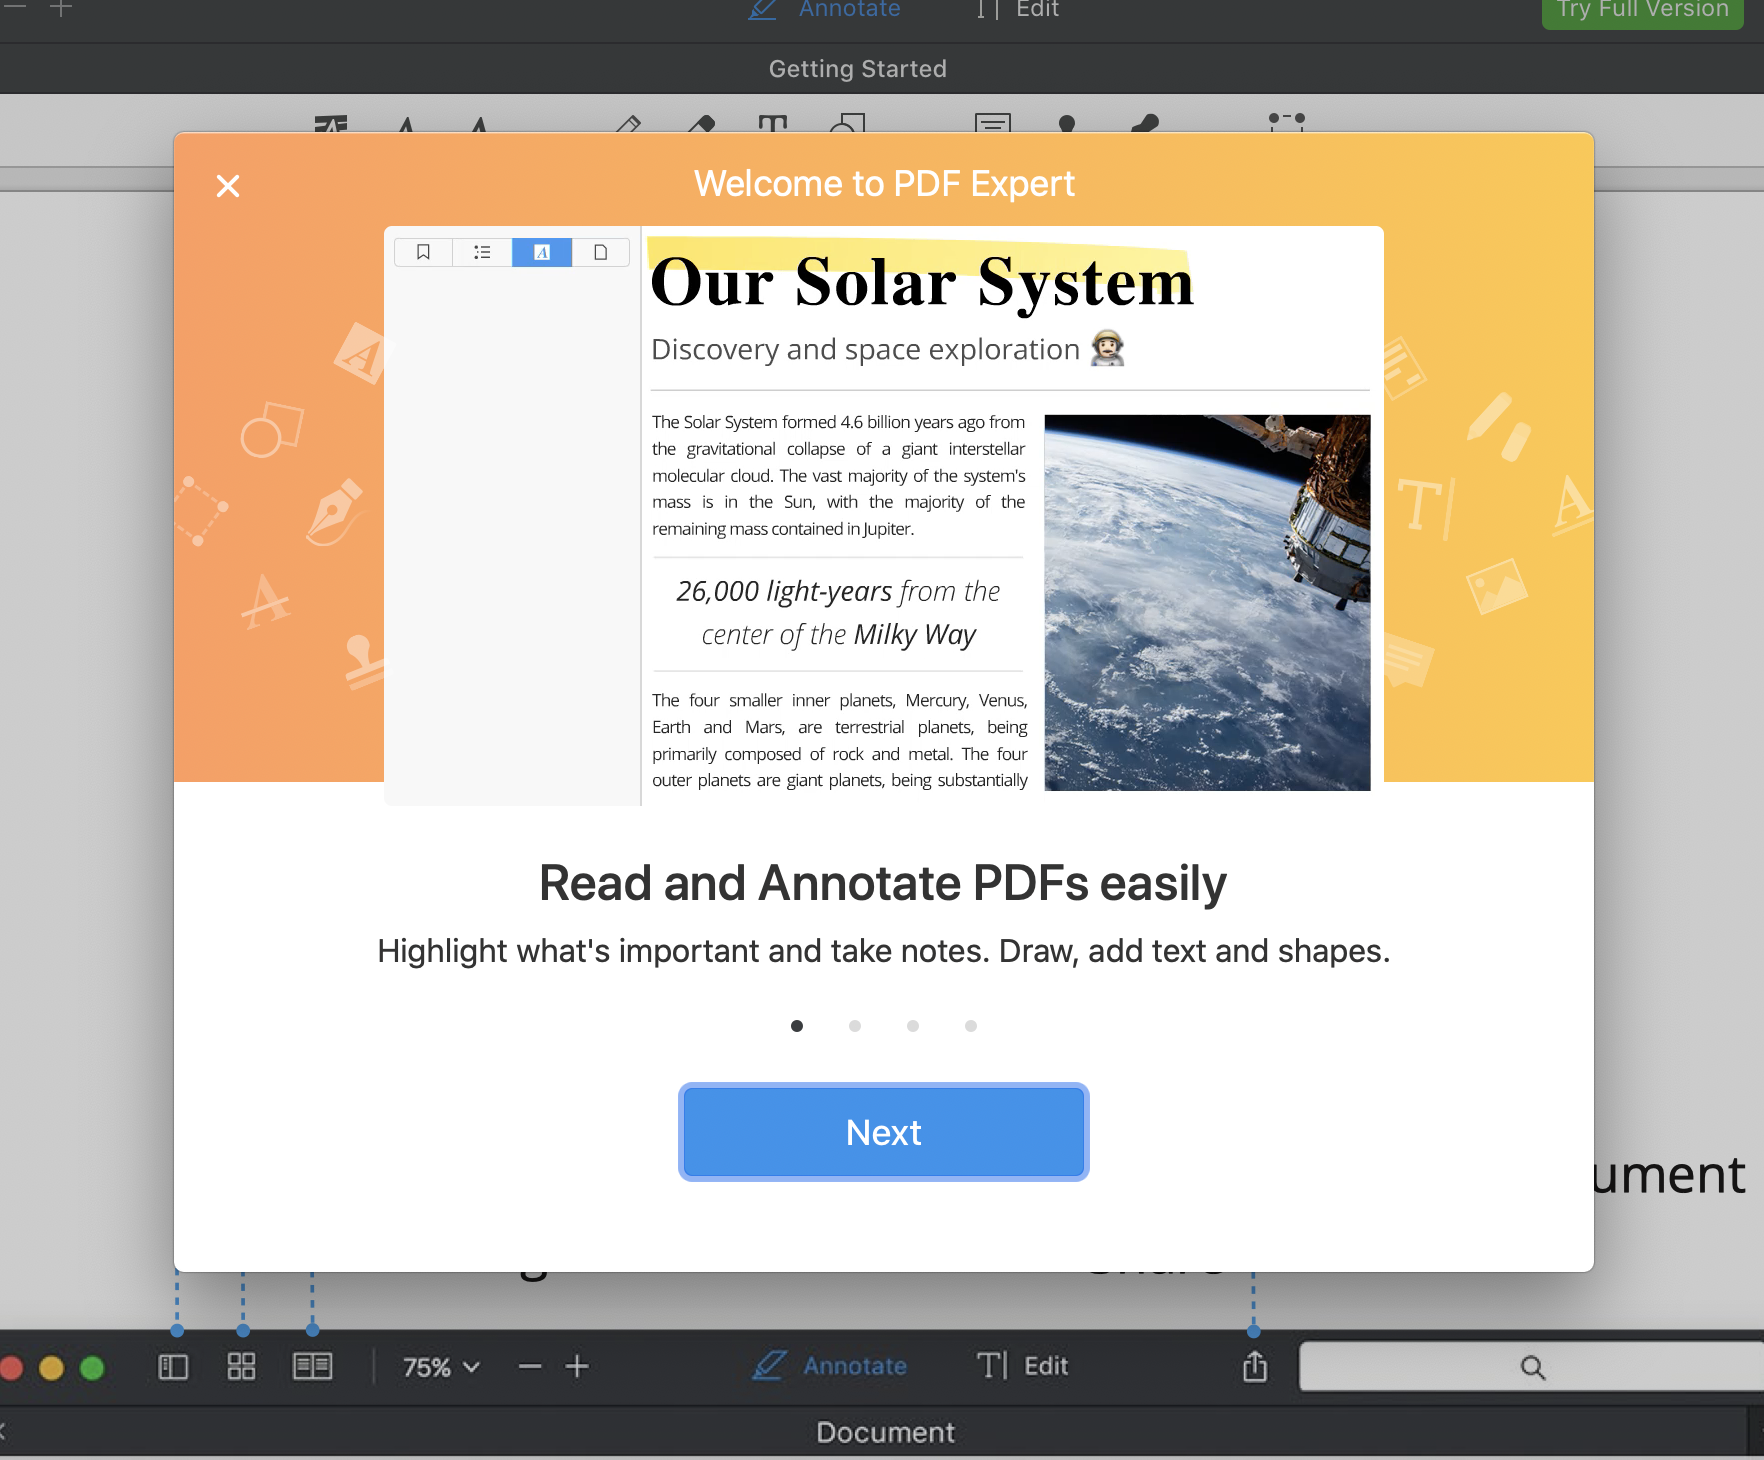 Annotate
Edit
Try Full Version
Getting Started
Welcome to PDF Expert
Our Solar System
Discovery and space exploration
The Solar System formed 4.6 billion years ago from
the gravitational collapse of a giant interstellar
molecular cloud. The vast majority of the system's
mass is in the Sun, with the majority of the
remaining mass contained in Jupiter.
26,000 light-years from the
center of the Milky Way
The four smaller inner planets, Mercury, Venus,
Earth and Mars, are terrestrial planets, being
primarily composed of rock and metal. The four
outer planets are giant planets, being substantially
Read and Annotate PDFs easily
Highlight what's important and take notes. Draw, add text and shapes.
Next
ument
75%
Annotate
Edit
Document